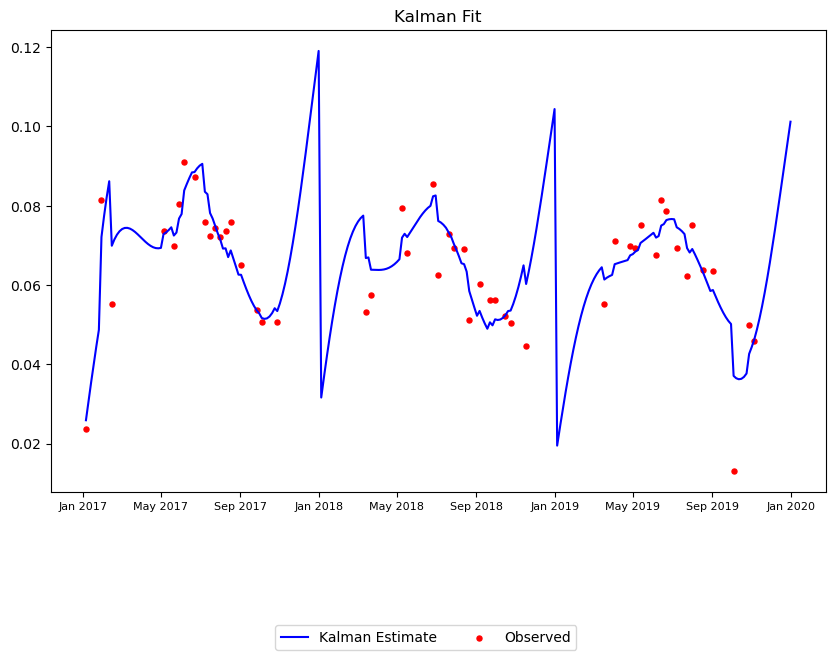 Kalman Fit
0.12
0.10
0.08
0.06
0.04
0.02
Jan 2017 May 2017 Sep 2017 Jan 2018 May 2018 Sep 2018 Jan 2019 May 2019 Sep 2019 Jan 2020
Kalman Estimate Observed